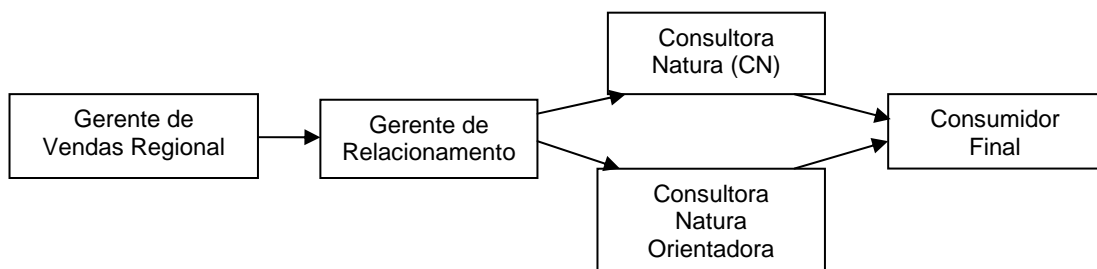 Gerente de
Vendas Regional
Gerente de
Relacionamento
Consultora
Natura (CN)
Consultora
Natura
Orientadora
Consumidor
Final